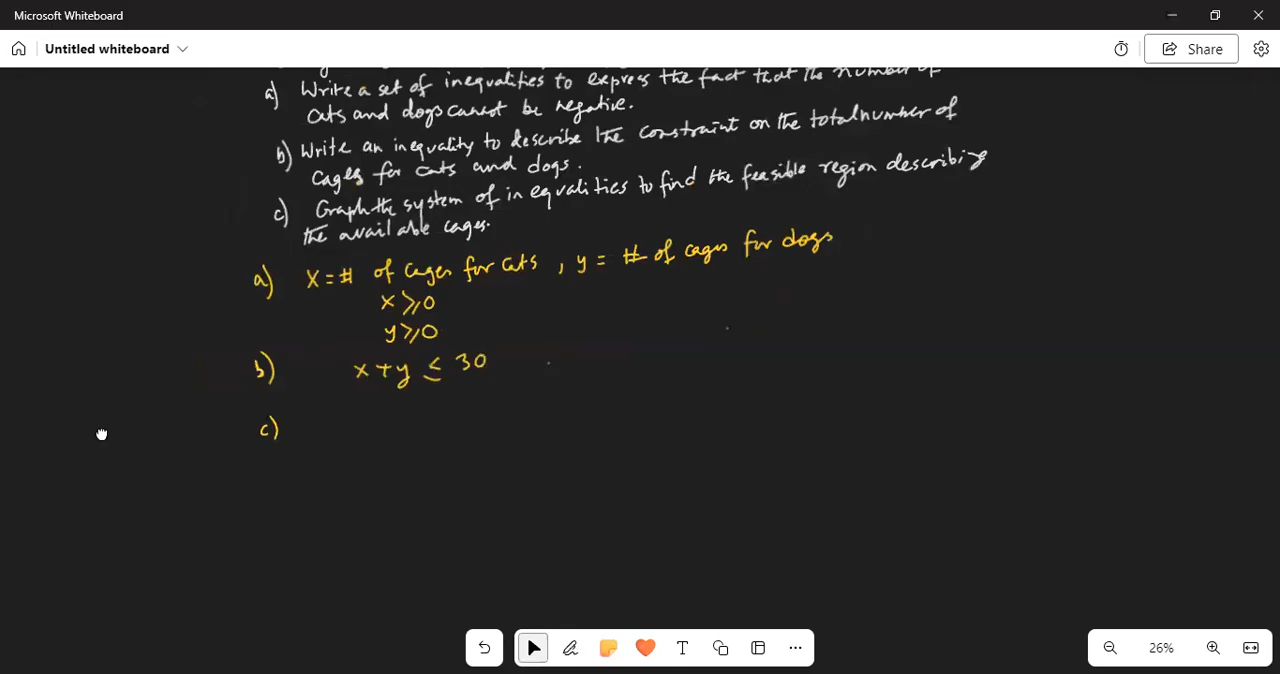 Microsoft Whiteboard
Untitled whiteboard
Share
a) Write a set of inequalities to express the fact that the number of
cats and dogs cannot be negative.
b) Write an inequality to describe the constraint on the total number of
cages for cats and dogs.
c) Graph the system of inequalities to find the feasible region describing
the available cages.
a) x = # of cages for cats , y = # of cages for dogs
x ⩾ 0
y ⩾ 0
b) x + y ≤ 30
c)
26%